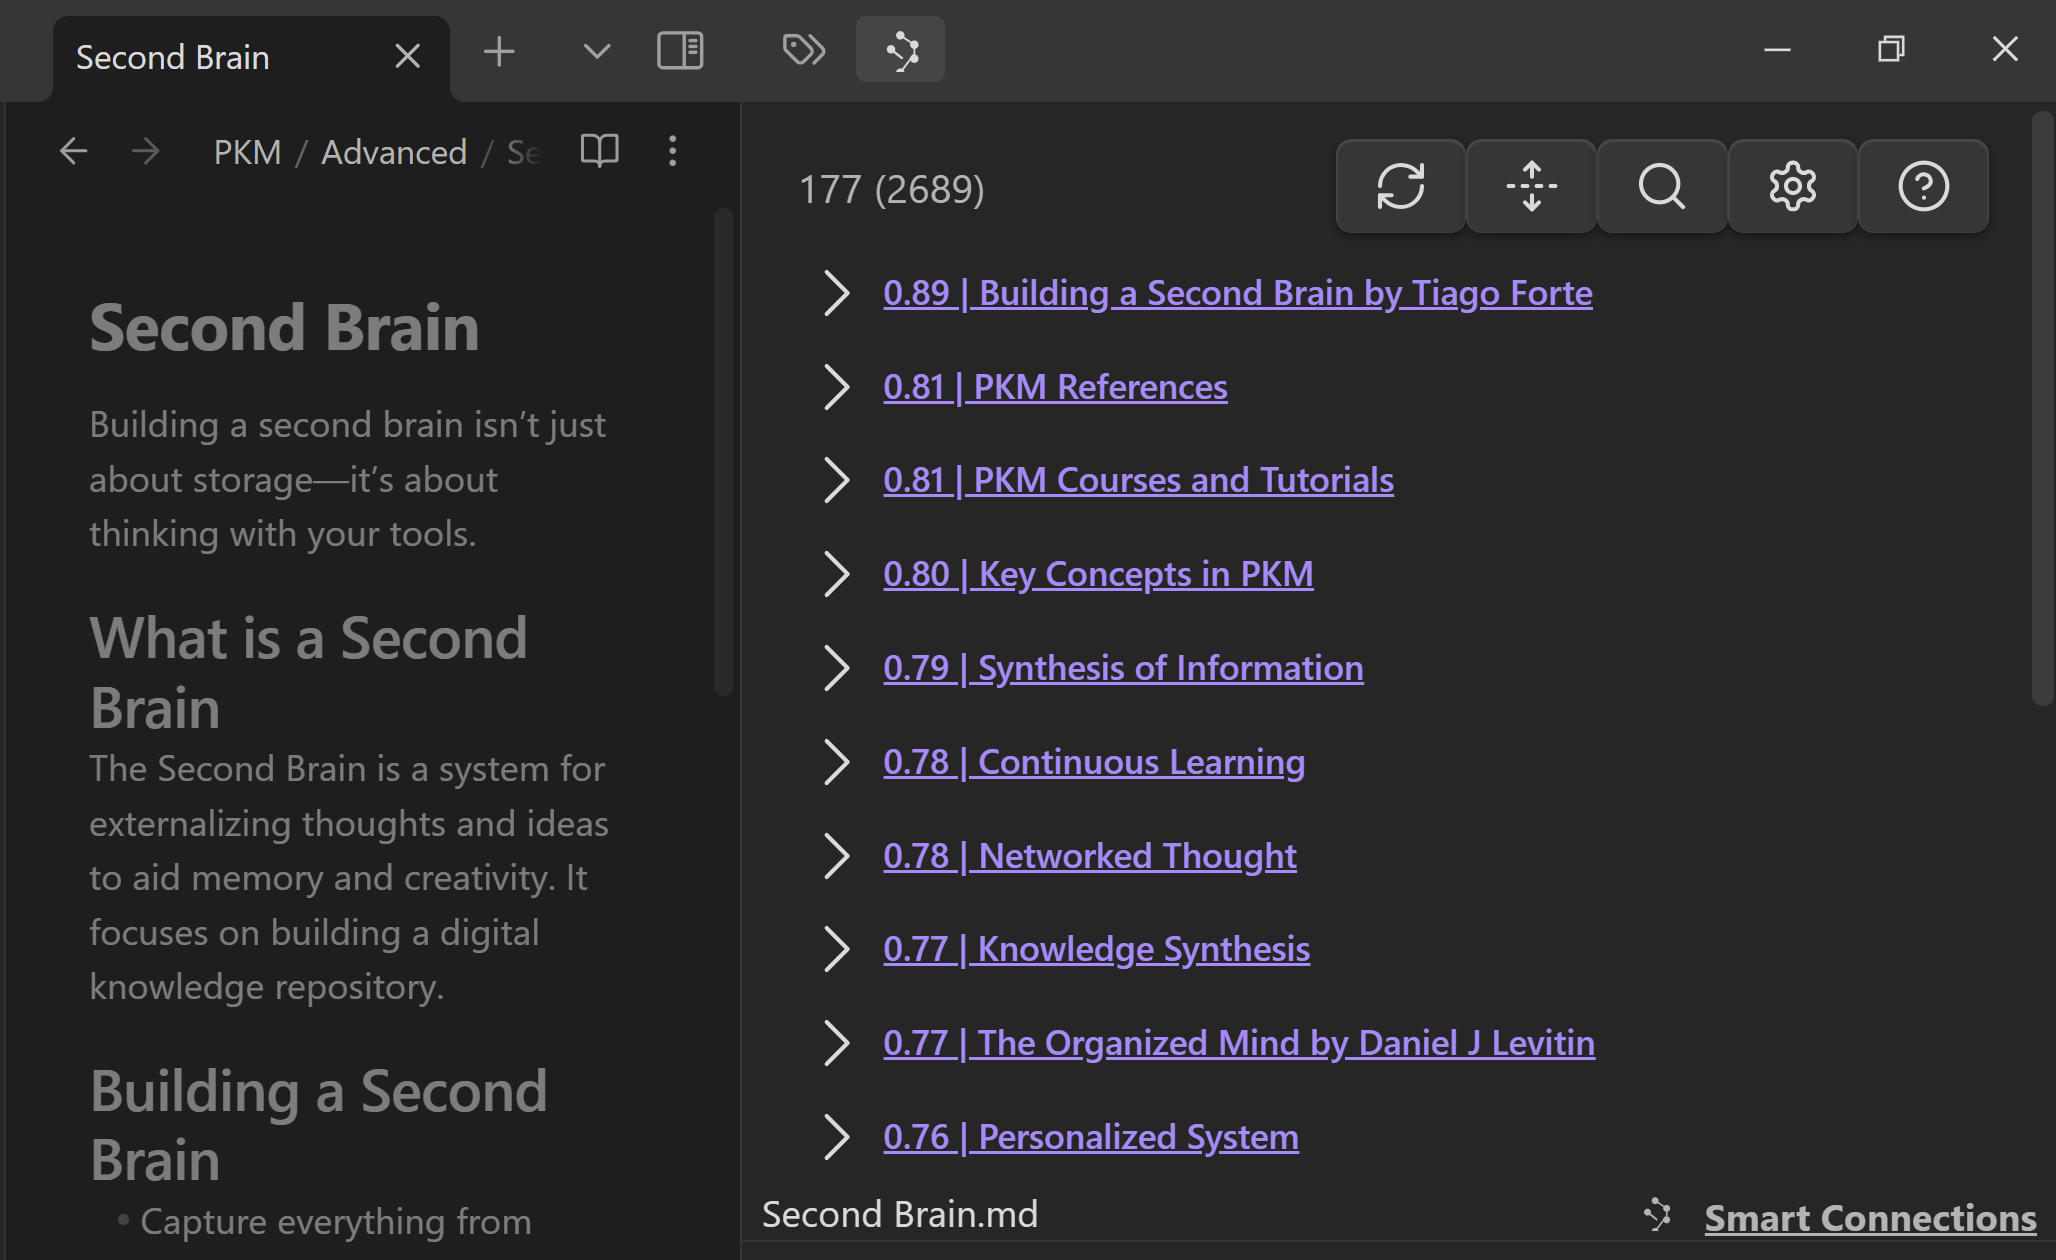 Second Brain
PKM / Advanced / Se
Second Brain
Building a second brain isn’t just
about storage—it’s about
thinking with your tools.
What is a Second
Brain
The Second Brain is a system for
externalizing thoughts and ideas
to aid memory and creativity. It
focuses on building a digital
knowledge repository.
Building a Second
Brain
• Capture everything from
177 (2689)
0.89 | Building a Second Brain by Tiago Forte
0.81 | PKM References
0.81 | PKM Courses and Tutorials
0.80 | Key Concepts in PKM
0.79 | Synthesis of Information
0.78 | Continuous Learning
0.78 | Networked Thought
0.77 | Knowledge Synthesis
0.77 | The Organized Mind by Daniel J Levitin
0.76 | Personalized System
Second Brain.md
Smart Connections